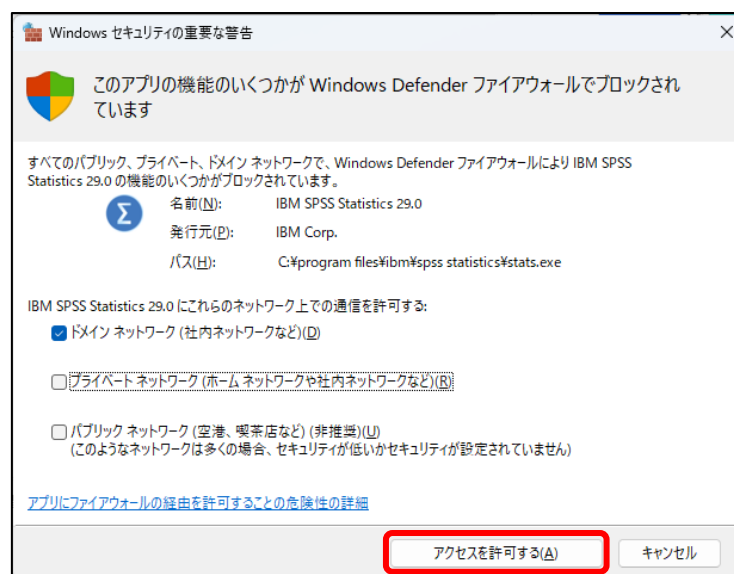 Windows セキュリティの重要な警告
このアプリの機能のいくつかが Windows Defender ファイアウォールでブロックされ
ています
すべてのパブリック、プライベート、ドメイン ネットワークで、Windows Defender ファイアウォールにより IBM SPSS
Statistics 29.0 の機能のいくつかがブロックされています。
名前(N): IBM SPSS Statistics 29.0
発行元(P): IBM Corp.
パス(H): C:¥program files¥ibm¥spss statistics¥stats.exe
IBM SPSS Statistics 29.0 にこれらのネットワーク上での通信を許可する:
ドメイン ネットワーク (社内ネットワークなど)(D)
プライベート ネットワーク (ホーム ネットワークや社内ネットワークなど)(R)
パブリック ネットワーク (空港、喫茶店など) (非推奨)(U)
(このようなネットワークは多くの場合、セキュリティが低いかセキュリティが設定されていません)
アプリにファイアウォールの経由を許可することの危険性の詳細
アクセスを許可する(A) キャンセル